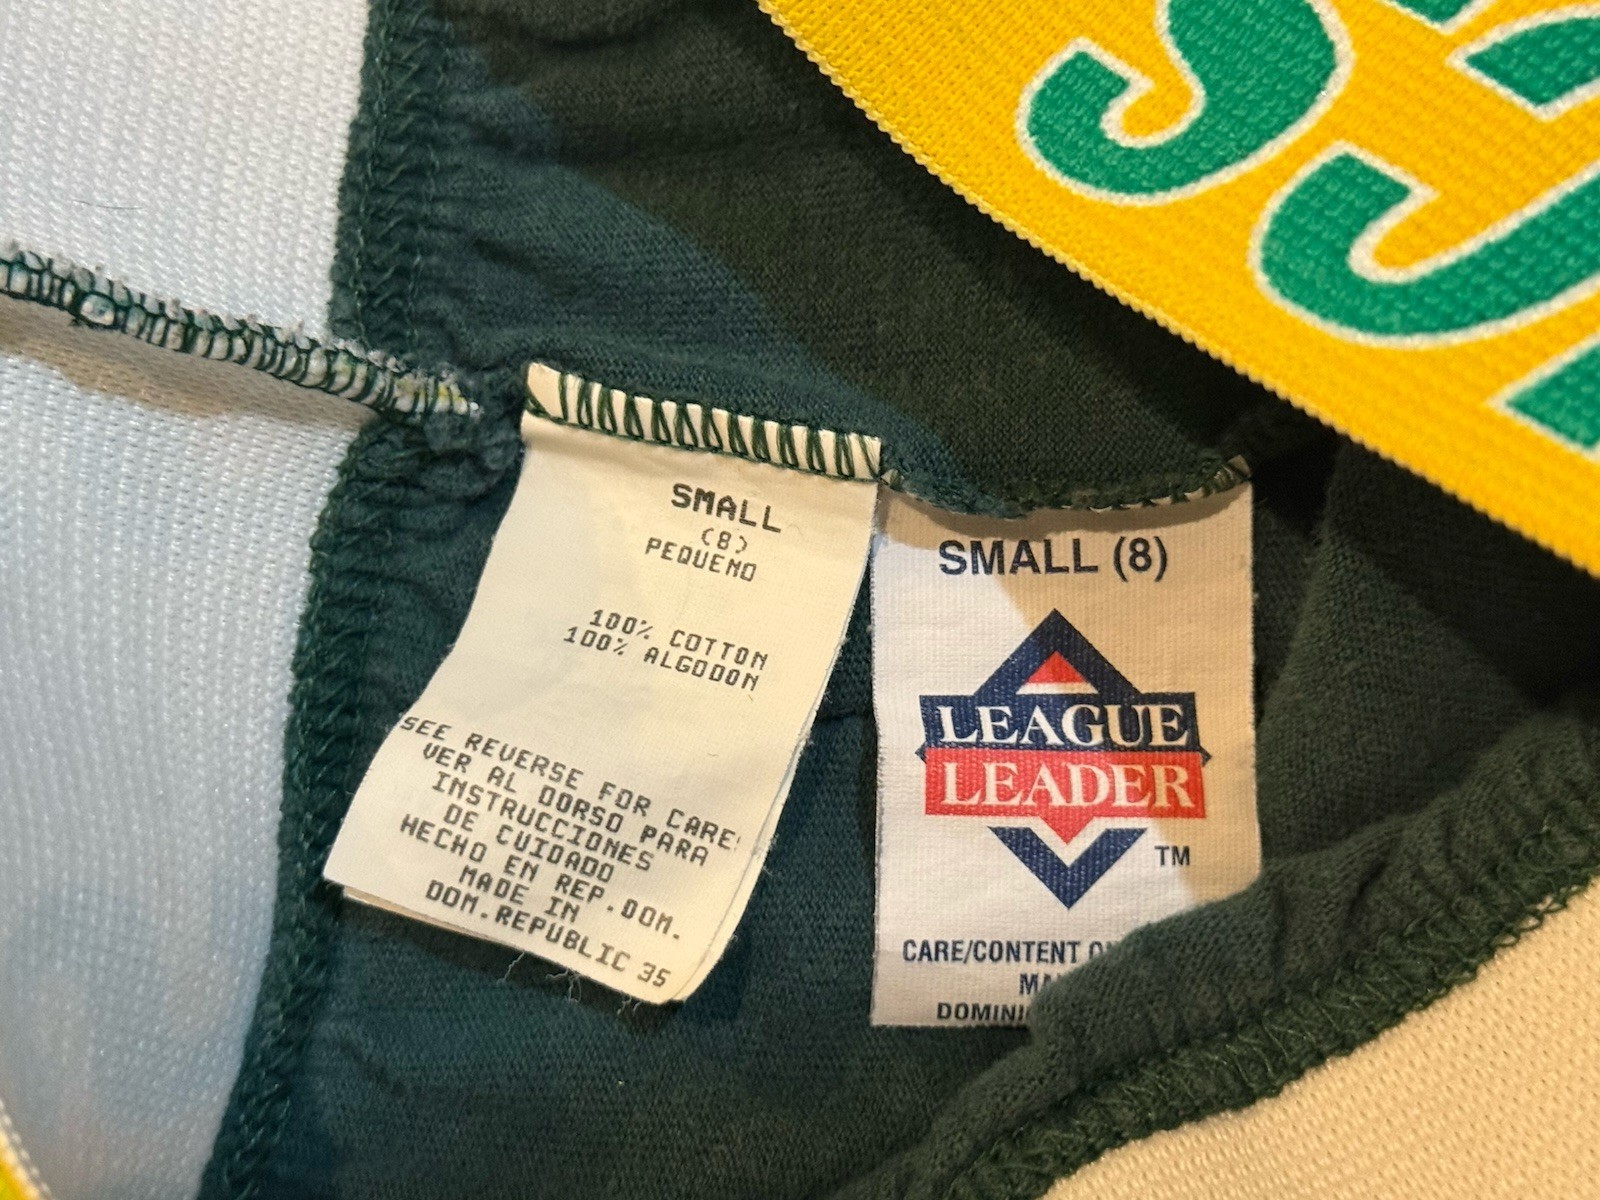 SMALL
(8)
PEQUENO
100% COTTON
100% ALGODON
SEE REVERSE FOR CARE
VER AL DORSO PARA
INSTRUCCIONES
DE CUIDADO
HECHO EN REP.DOM.
MADE IN
DOM.REPUBLIC 35
SMALL (8)
LEAGUE
LEADER
TM
CARE/CONTENT